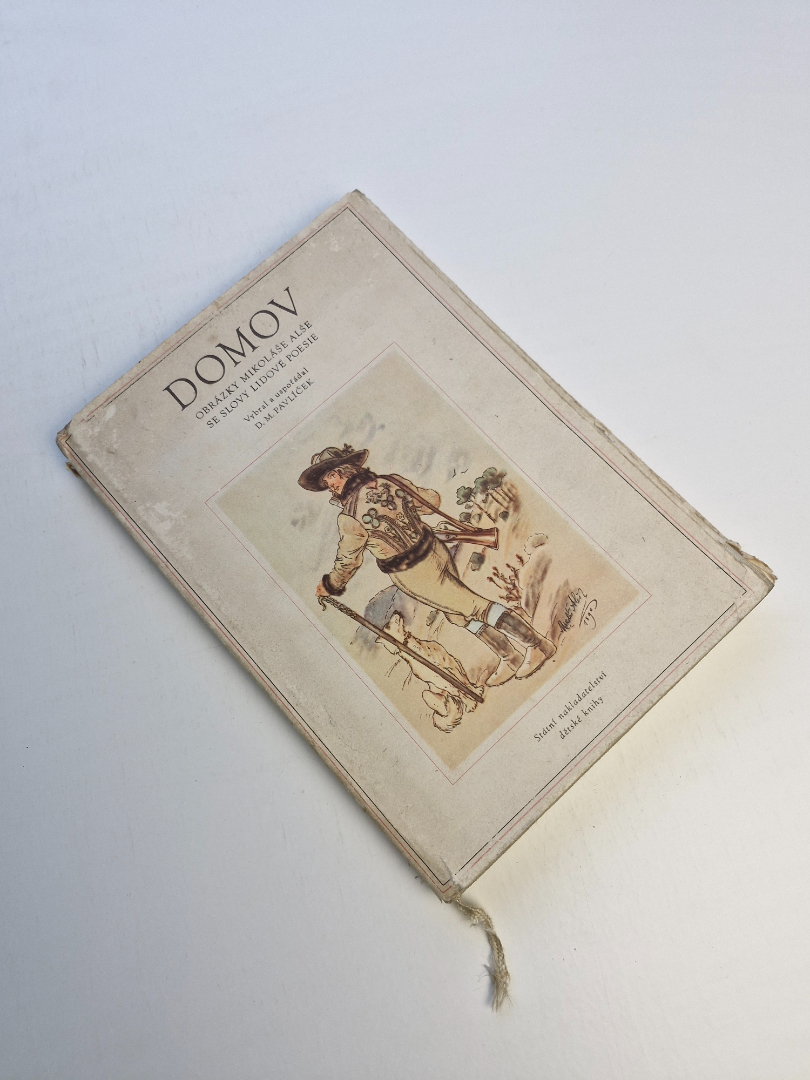 DOMOV
OBRÁZKY MIKOLÁŠE ALŠE
SE SLOVY LIDOVÉ POESIE
Vybral a uspořádal
D. M. PAVLÍČEK
Státní nakladatelství
dětské knihy